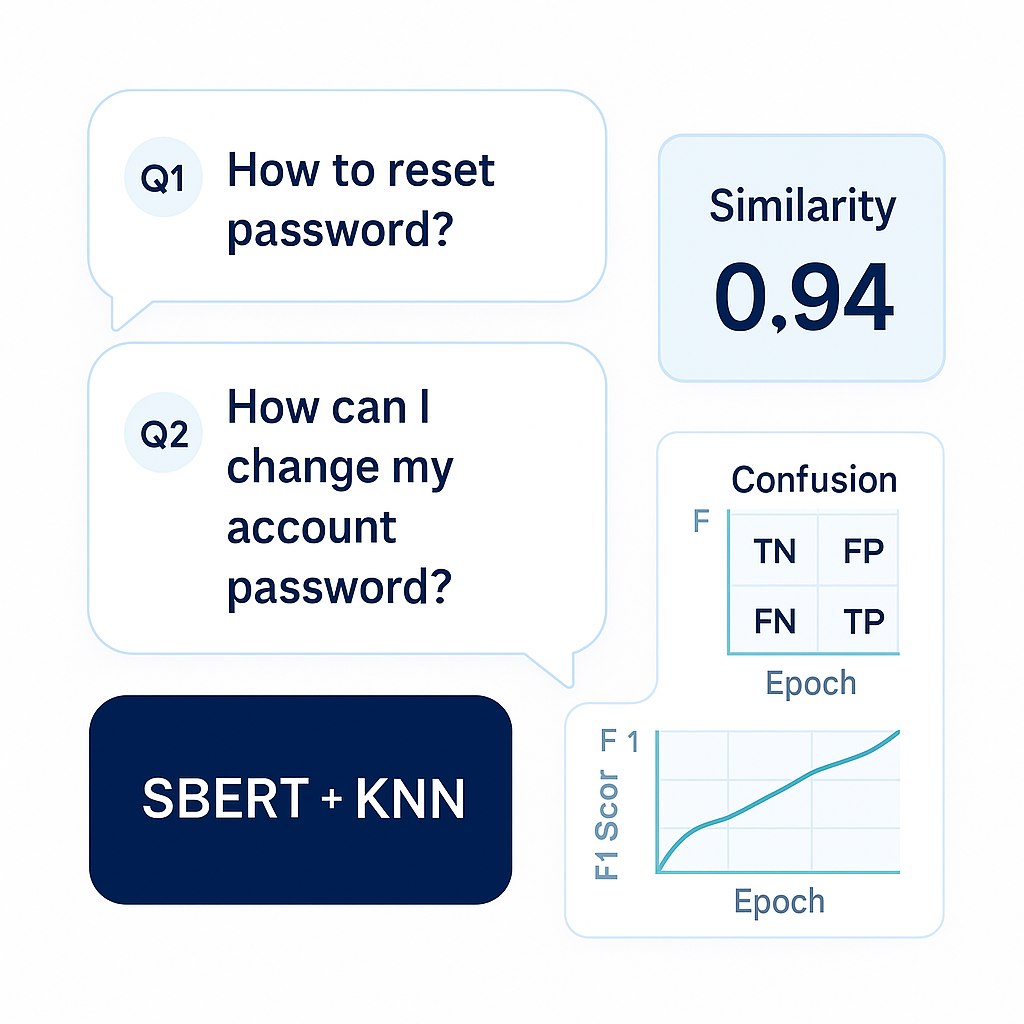 Q1
How to reset
password?
Similarity
0,94
Q2
How can I
change my
account
password?
Confusion
F
TN FP
FN TP
Epoch
SBERT + KNN
F 1
F1 Scor
Epoch